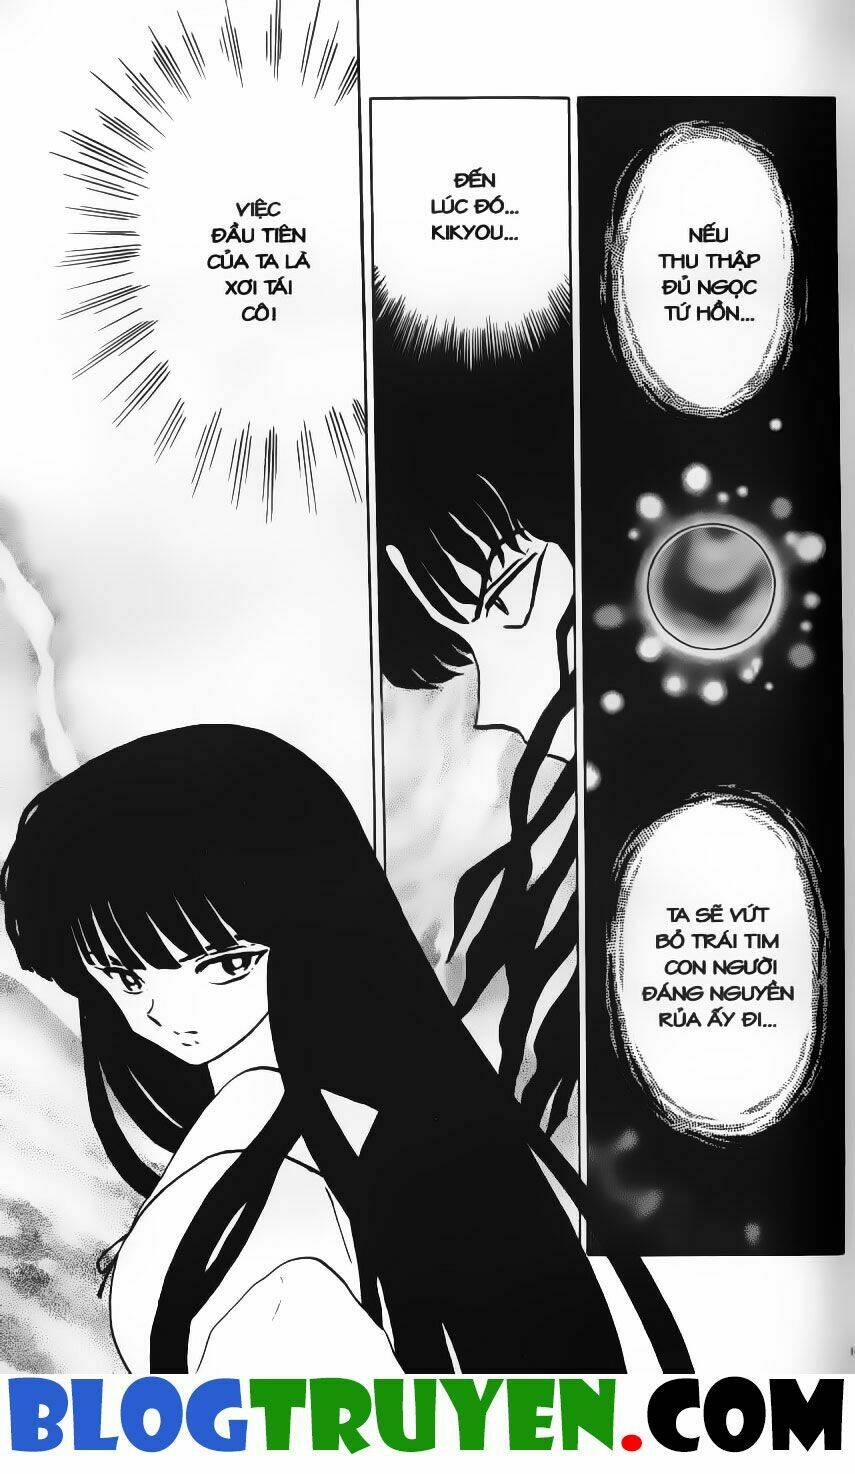 NẾU
THU THẬP
ĐỦ NGỌC
TỨ HỒN...
TA SẼ VỨT
BỎ TRÁI TIM
CON NGƯỜI
ĐÁNG NGUYỀN
RỦA ẤY ĐI...
ĐẾN
LÚC ĐÓ...
KIKYOU...
VIỆC
ĐẦU TIÊN
CỦA TA LÀ
XƠI TÁI
CÔ!
BLOGTRUYEN.COM